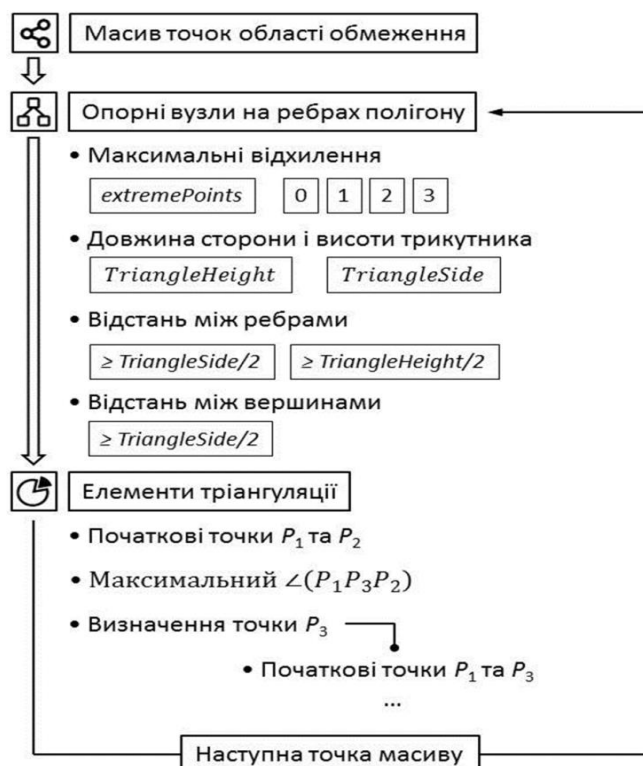 Масив точок області обмеження
Опорні вузли на ребрах полігону
• Максимальні відхилення
extremePoints 0 1 2 3
• Довжина сторони і висоти трикутника
TriangleHeight TriangleSide
• Відстань між ребрами
≥ TriangleSide/2 ≥ TriangleHeight/2
• Відстань між вершинами
≥ TriangleSide/2
Елементи тріангуляції
• Початкові точки P₁ та P₂
• Максимальний ∠(P₁P₃P₂)
• Визначення точки P₃
• Початкові точки P₁ та P₃
...
Наступна точка масиву